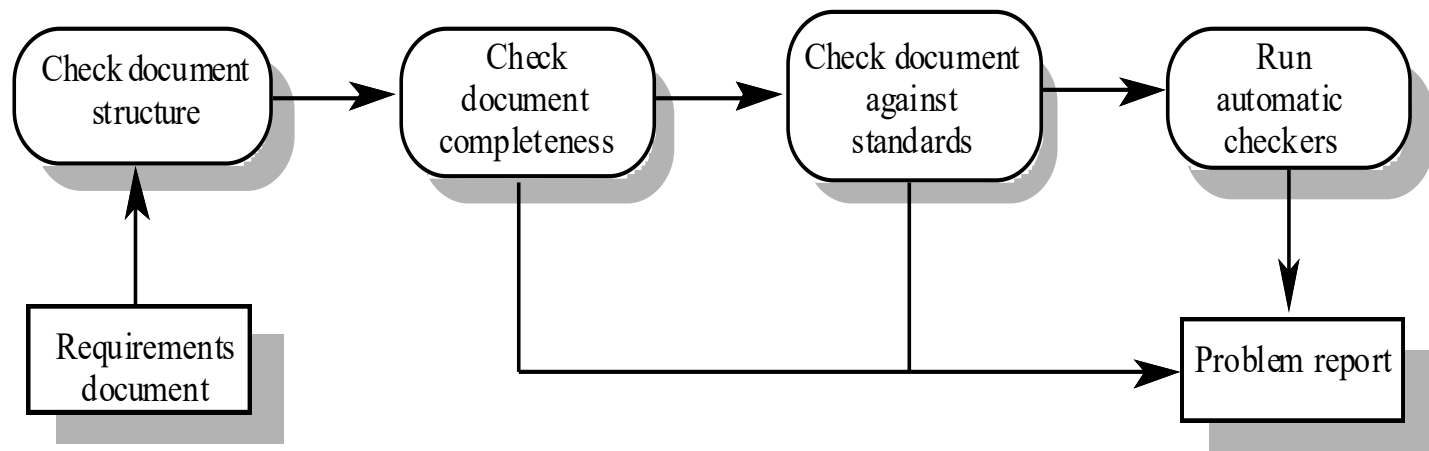 Check document
structure
Check
document
completeness
Check document
against
standards
Run
automatic
checkers
Requirements
document
Problem report